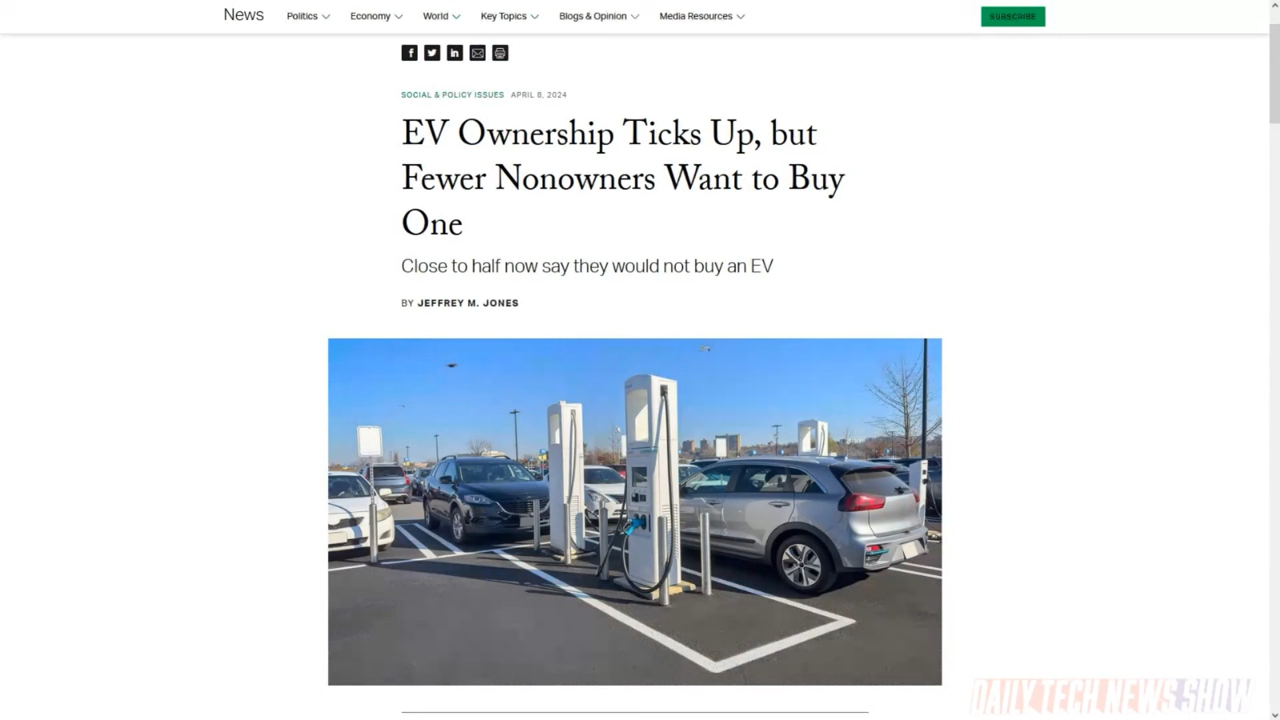 News Politics Economy World Key Topics Blogs & Opinion Media Resources SUBSCRIBE
SOCIAL & POLICY ISSUES APRIL 8, 2024
EV Ownership Ticks Up, but
Fewer Nonowners Want to Buy
One
Close to half now say they would not buy an EV
BY JEFFREY M. JONES
DAILY TECH NEWS SHOW